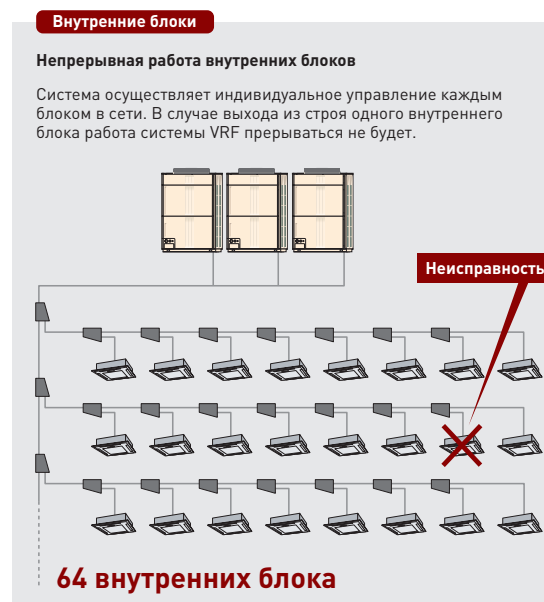 Внутренние блоки
Непрерывная работа внутренних блоков
Система осуществляет индивидуальное управление каждым
блоком в сети. В случае выхода из строя одного внутреннего
блока работа системы VRF прерываться не будет.
Неисправность
64 внутренних блока